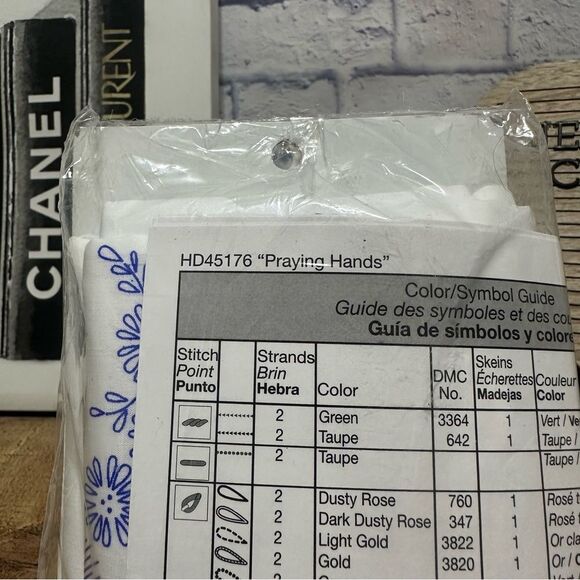 CHANEL
URENT
HD45176 "Praying Hands"
Color/Symbol Guide
Guide des symboles et des cou
Guía de símbolos y colore
Stitch Strands Color DMC Skeins Couleur
Point Brin No. Écherettes Color
Punto Hebra Madejas
2 Green 3364 1 Vert / Ve
2 Taupe 642 1 Taupe /
2 Taupe Taupe /
2 Dusty Rose 760 1 Rosé t
2 Dark Dusty Rose 347 1 Rosé
2 Light Gold 3822 1 Or cla
2 Gold 3820 1 Or /